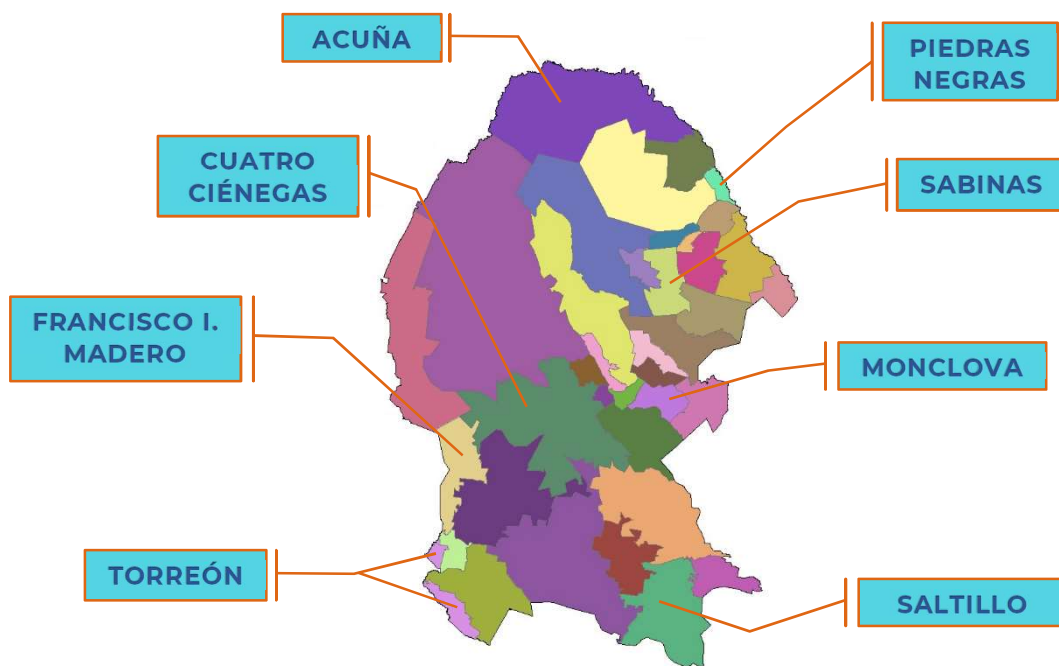 ACUÑA
PIEDRAS
NEGRAS
CUATRO
CIÉNEGAS
SABINAS
FRANCISCO I.
MADERO
MONCLOVA
TORREÓN
SALTILLO